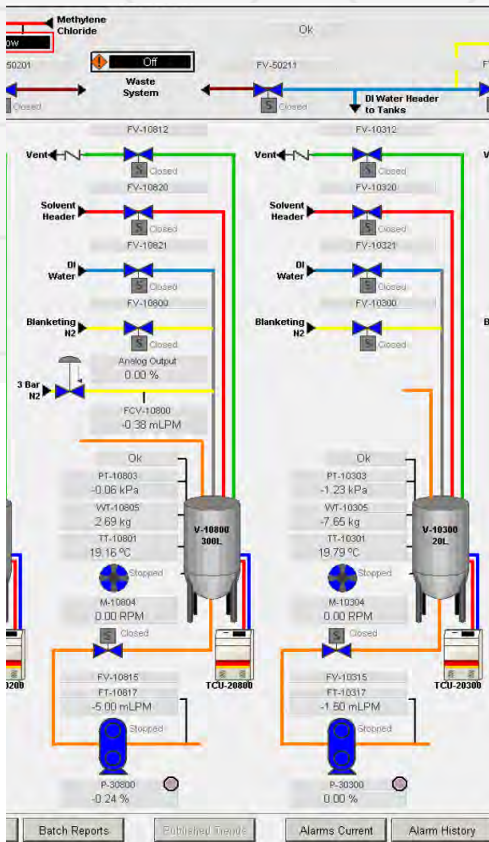 Methylene
Chloride
ow
Off
Ok
50201
Waste
System
FV-50211
Closed
Closed
DI Water Header
to Tanks
FV-10812
Vent
S
Closed
FV-10820
Solvent
Header
S
Closed
FV-10821
DI
Water
S
Closed
FV-10809
Blanketing
N2
S
Closed
Analog Output
0.00 %
3 Bar
N2
FCV-10800
-0.38 mLPM
Ok
PT-10803
-0.06 kPa
WT-10805
2.69 kg
TT-10801
19.16 ºC
V-10800
300L
Stopped
M-10804
0.00 RPM
S
Closed
TCU-20800
FV-10815
FT-10817
-5.00 mLPM
Stopped
P-30800
-0.24 %
FV-10312
Vent
S
Closed
FV-10320
Solvent
Header
S
Closed
FV-10321
DI
Water
S
Closed
FV-10300
Blanketing
N2
S
Closed
Ok
PT-10303
-1.23 kPa
WT-10305
-7.65 kg
TT-10301
19.79 ºC
V-10300
20L
Stopped
M-10304
0.00 RPM
S
Closed
TCU-20300
FV-10315
FT-10317
-1.60 mLPM
Stopped
P-30300
0.00 %
Batch Reports
Published Trends
Alarms Current
Alarm History